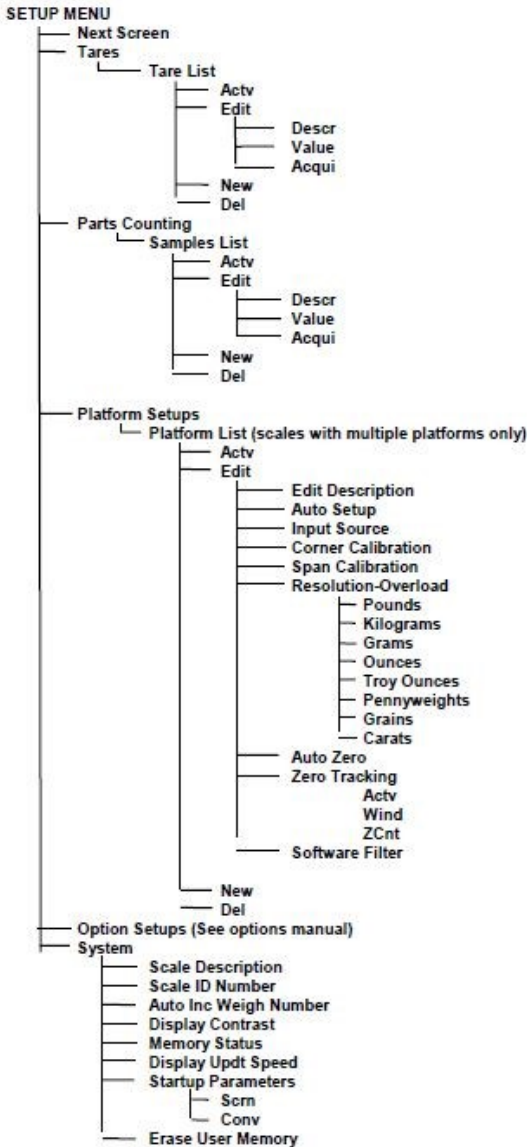 SETUP MENU
Next Screen
Tares
Tare List
Actv
Edit
Descr
Value
Acqui
New
Del
Parts Counting
Samples List
Actv
Edit
Descr
Value
Acqui
New
Del
Platform Setups
Platform List (scales with multiple platforms only)
Actv
Edit
Edit Description
Auto Setup
Input Source
Corner Calibration
Span Calibration
Resolution-Overload
Pounds
Kilograms
Grams
Ounces
Troy Ounces
Pennyweights
Grains
Carats
Auto Zero
Zero Tracking
Actv
Wind
ZCnt
Software Filter
New
Del
Option Setups (See options manual)
System
Scale Description
Scale ID Number
Auto Inc Weigh Number
Display Contrast
Memory Status
Display Updt Speed
Startup Parameters
Scrn
Conv
Erase User Memory